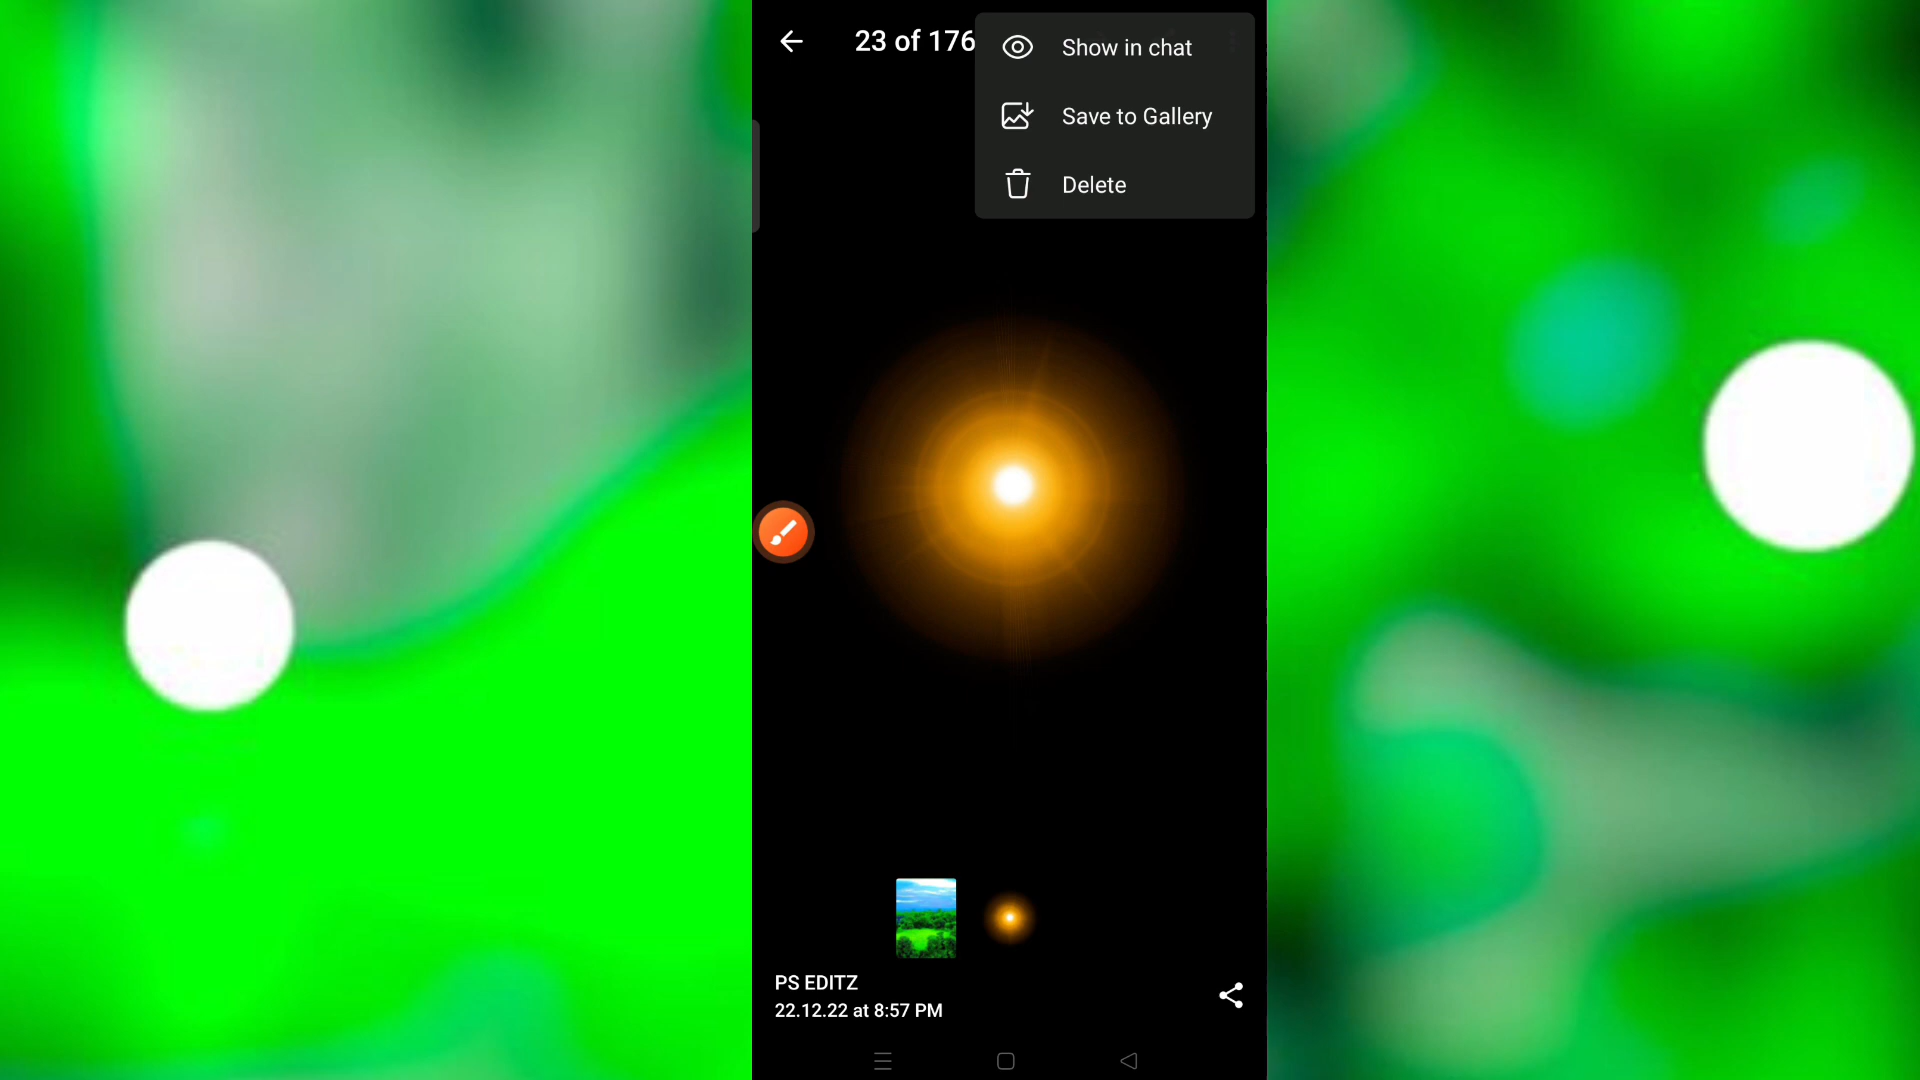 23 of 176
Show in chat
Save to Gallery
Delete
PS EDITZ
22.12.22 at 8:57 PM